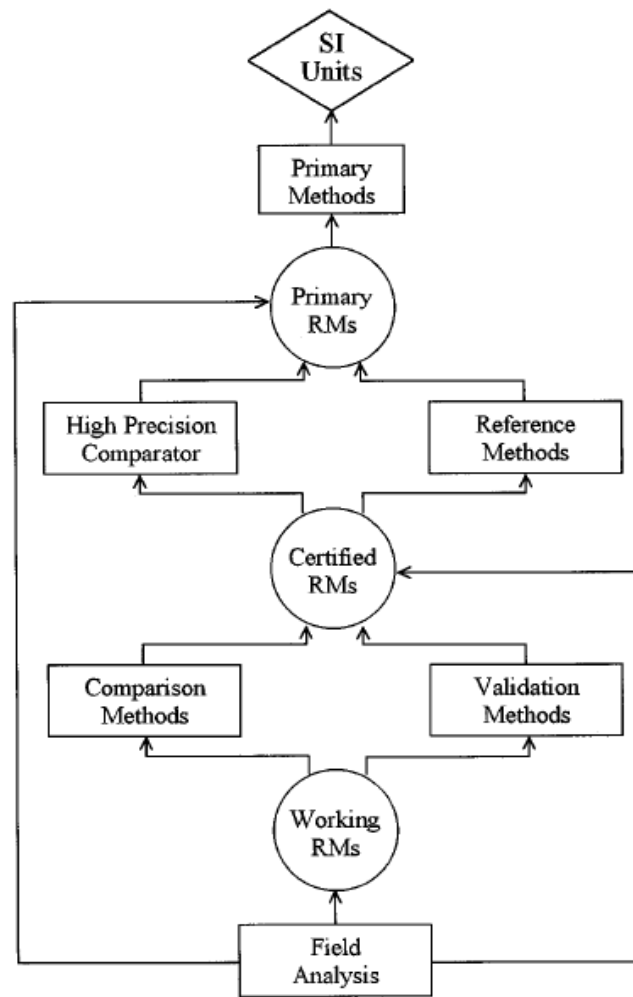 SI
Units
Primary
Methods
Primary
RMs
High Precision
Comparator
Reference
Methods
Certified
RMs
Comparison
Methods
Validation
Methods
Working
RMs
Field
Analysis